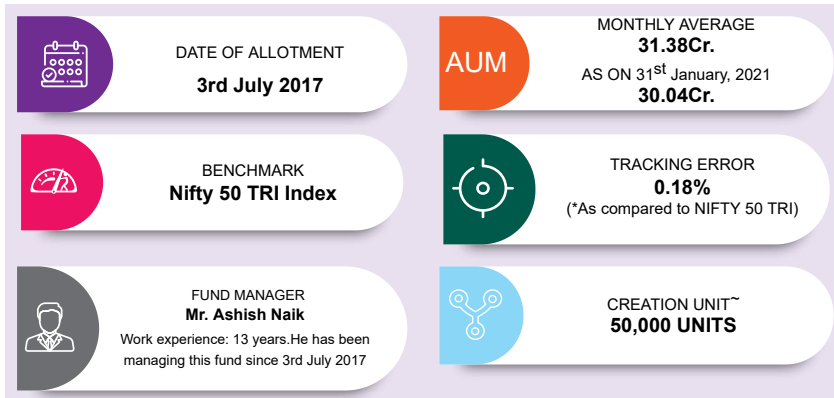 DATE OF ALLOTMENT
3rd July 2017
AUM
MONTHLY AVERAGE
31.38Cr.
AS ON 31st January, 2021
30.04Cr.
BENCHMARK
Nifty 50 TRI Index
TRACKING ERROR
0.18%
(*As compared to NIFTY 50 TRI)
FUND MANAGER
Mr. Ashish Naik
Work experience: 13 years.He has been
managing this fund since 3rd July 2017
CREATION UNIT~
50,000 UNITS